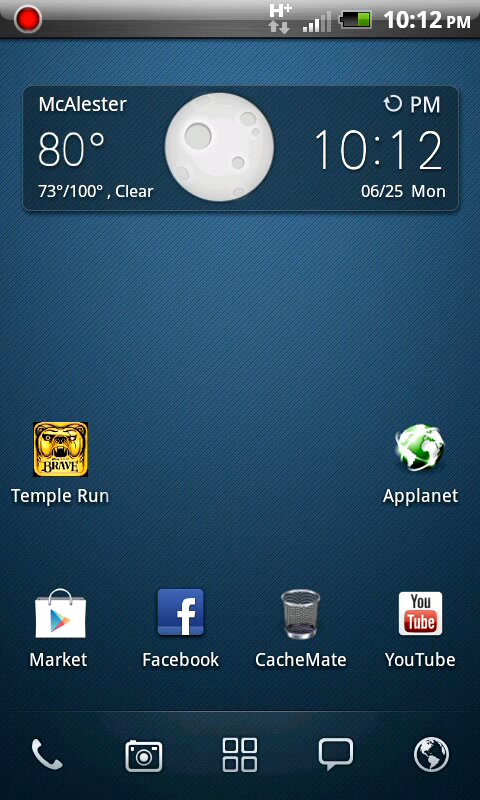 H+ 10:12 PM
McAlester PM
80° 10:12
73°/100° , Clear 06/25 Mon
BRAVE
Temple Run Applanet
You
Tube
Market Facebook CacheMate YouTube